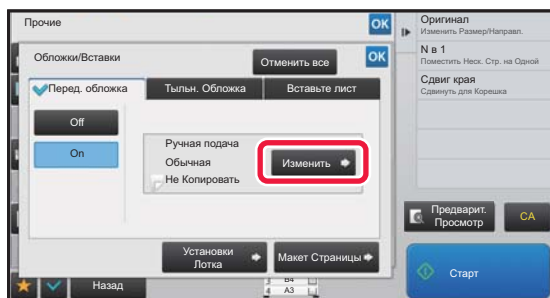 Прочие
OK
Обложки/Вставки
Отменить все
OK
Перед. обложка
Тыльн. Обложка
Вставьте лист
Off
On
Ручная подача
Обычная
Не Копировать
Изменить
Установки
Лотка
Макет Страницы
Назад
3 B4
4 A3
Оригинал
Изменить Размер/Направл.
N в 1
Поместить Неск. Стр. на Одной
Сдвиг края
Сдвинуть для Корешка
Предварит.
Просмотр
CA
Старт